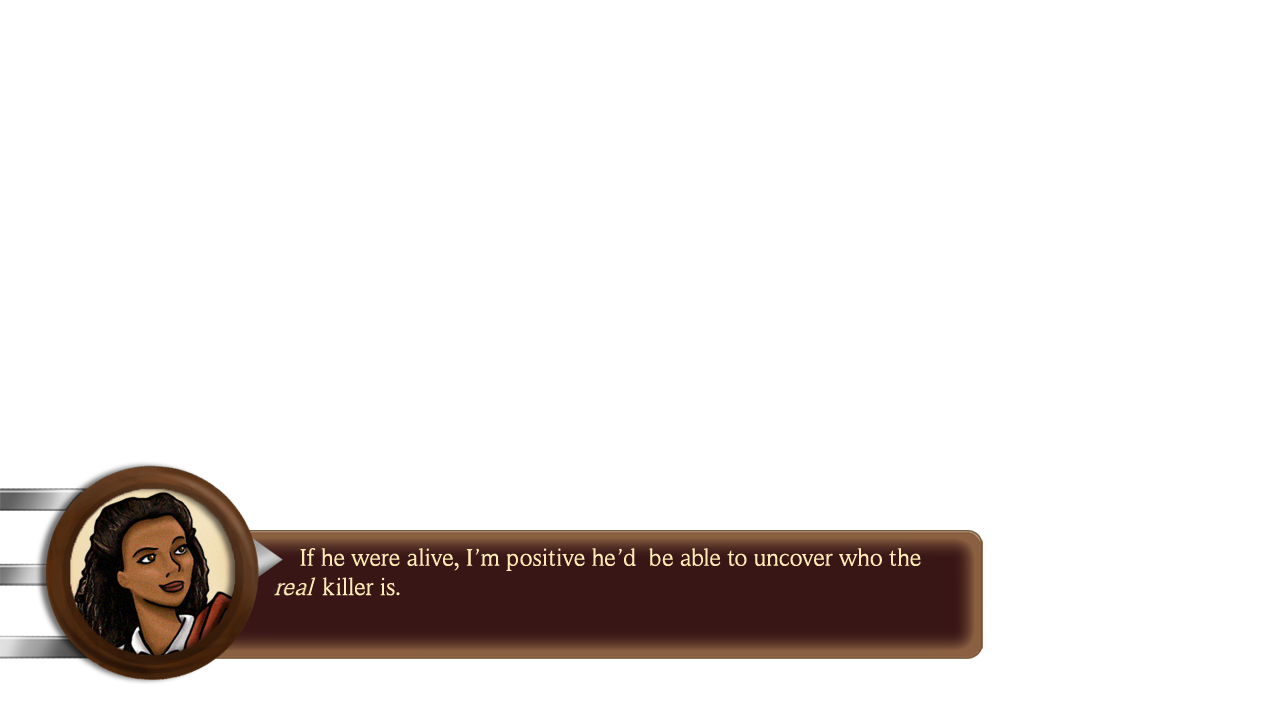 If he were alive, I'm positive he'd  be able to uncover who the
real killer is.